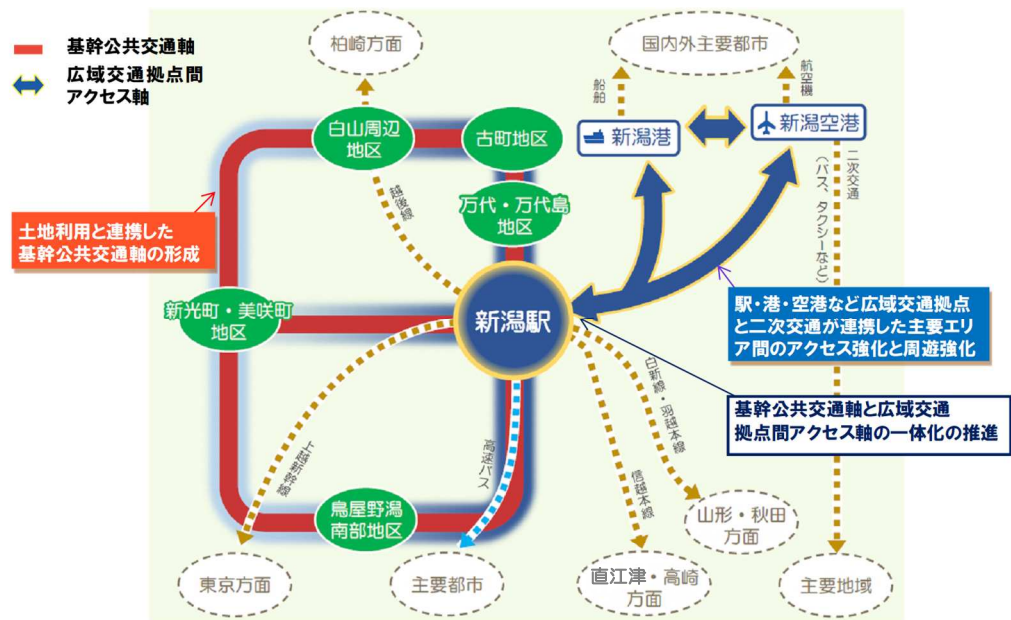 基幹公共交通軸
広域交通拠点間
アクセス軸
柏崎方面
国内外主要都市
船舶
航空機
新潟港
新潟空港
白山周辺
地区
古町地区
万代・万代島
地区
越後線
二次交通
(バス、タクシーなど)
土地利用と連携した
基幹公共交通軸の形成
新光町・美咲町
地区
新潟駅
駅・港・空港など広域交通拠点
と二次交通が連携した主要エリ
ア間のアクセス強化と周遊強化
基幹公共交通軸と広域交通
拠点間アクセス軸の一体化の推進
白新線・羽越本線
信越本線
上越新幹線
高速バス
鳥屋野潟
南部地区
山形・秋田
方面
東京方面
主要都市
直江津・高崎
方面
主要地域